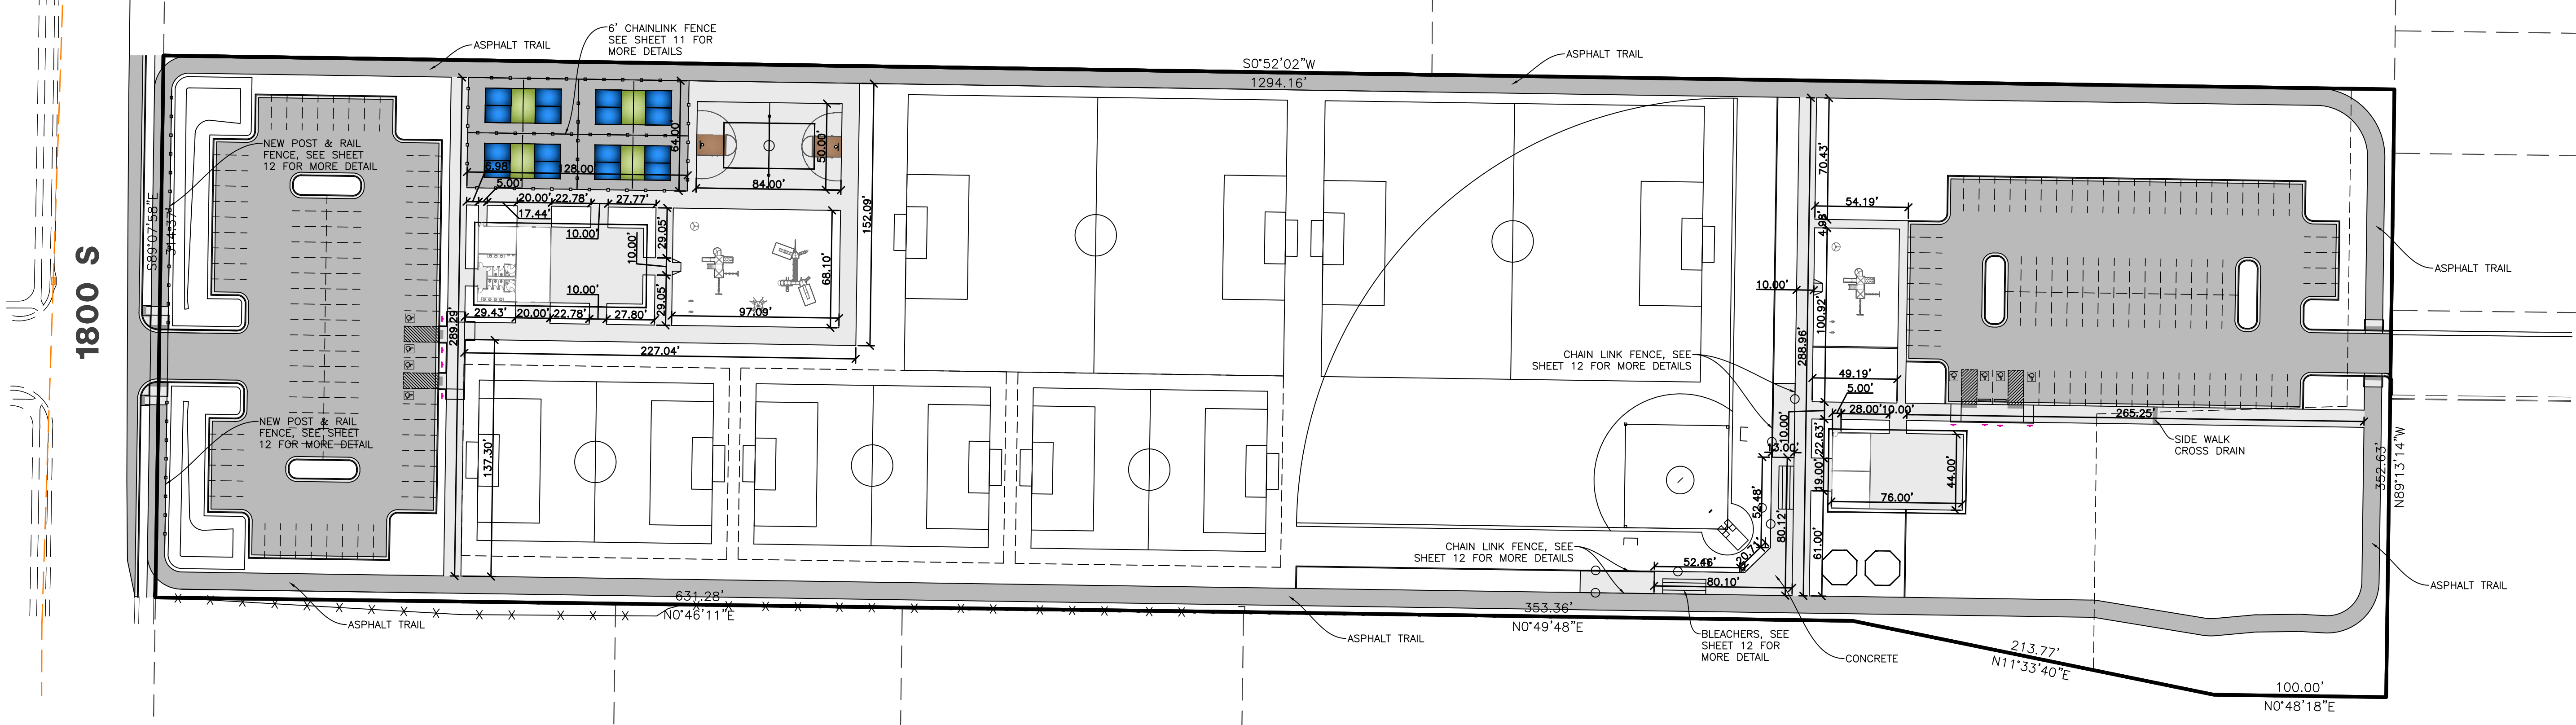 6' CHAINLINK FENCE
SEE SHEET 11 FOR
MORE DETAILS
ASPHALT TRAIL
ASPHALT TRAIL
S0°52'02"W
1294.16'
NEW POST & RAIL
FENCE, SEE SHEET
12 FOR MORE DETAIL
S89°07'58"E
314.37'
1800 S
64.00'
50.00'
6.98'
128.00'
5.00'
84.00'
20.00'
22.78'
27.77'
17.44'
10.00'
10.00'
29.05'
152.09'
68.10'
10.00'
29.05'
289.29'
29.43'
20.00'
22.78'
27.80'
97.09'
227.04'
70.43'
54.19'
4.98'
10.00'
100.92'
288.96'
ASPHALT TRAIL
CHAIN LINK FENCE, SEE
SHEET 12 FOR MORE DETAILS
49.19'
5.00'
28.00'
10.00'
265.25'
NEW POST & RAIL
FENCE, SEE SHEET
12 FOR MORE DETAIL
137.30'
10.00'
13.00'
22.63'
19.00'
44.00'
76.00'
SIDE WALK
CROSS DRAIN
352.63'
N89°13'14"W
52.48'
80.12'
61.00'
20.71'
CHAIN LINK FENCE, SEE
SHEET 12 FOR MORE DETAILS
52.46'
80.10'
ASPHALT TRAIL
631.28'
N0°46'11"E
ASPHALT TRAIL
353.36'
N0°49'48"E
ASPHALT TRAIL
BLEACHERS, SEE
SHEET 12 FOR
MORE DETAIL
CONCRETE
213.77'
N11°33'40"E
100.00'
N0°48'18"E